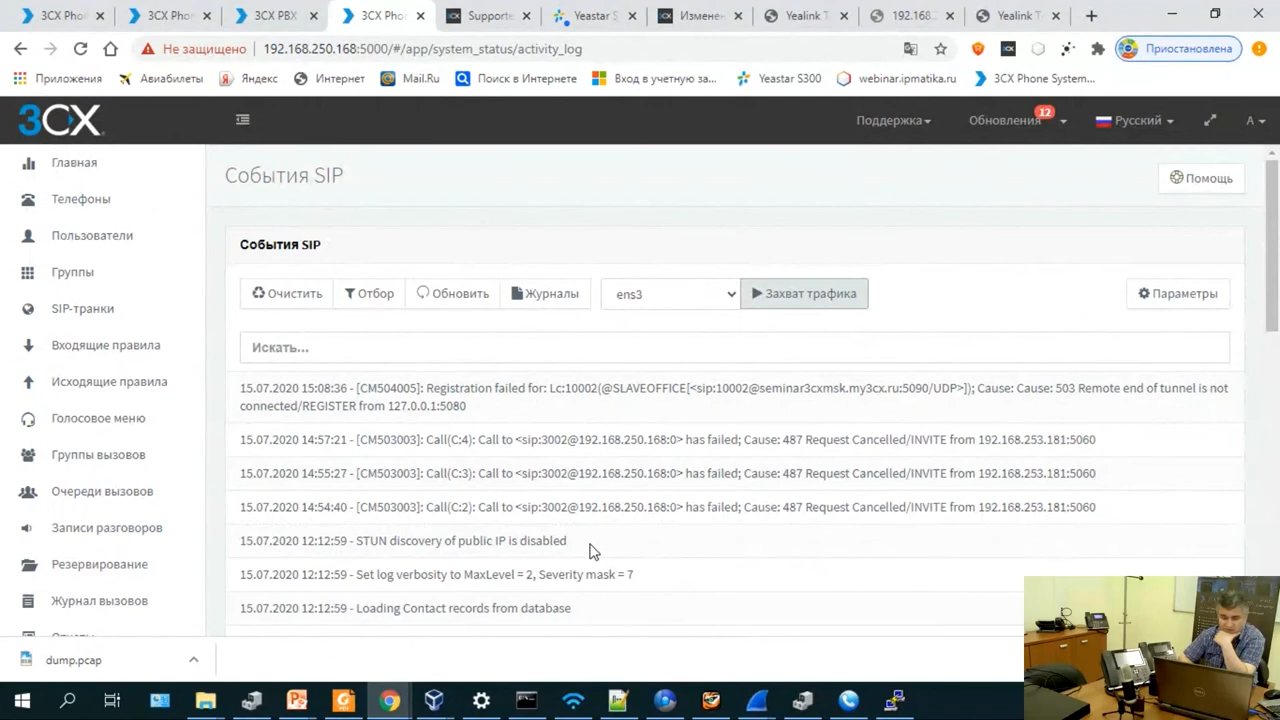 3CX Pho
3CX Phon
3CX PBX
3CX Pho
Supporte
Yeastar S
Изменен
Yealink T
192.168.
Yealink T
Не защищено
192.168.250.168:5000/#/app/system_status/activity_log
Приостановлена
Приложения
Авиабилеты
Яндекс
Интернет
Mail.Ru
Поиск в Интернете
Вход в учетную за...
Yeastar S300
webinar.ipmatika.ru
3CX Phone System...
3CX
Поддержка
Обновления
12
Русский
A
Главная
Телефоны
Пользователи
Группы
SIP-транки
Входящие правила
Исходящие правила
Голосовое меню
Группы вызовов
Очереди вызовов
Записи разговоров
Резервирование
Журнал вызовов
События SIP
Помощь
События SIP
Очистить
Отбор
Обновить
Журналы
ens3
Захват трафика
Параметры
Искать...
15.07.2020 15:08:36 - [CM504005]: Registration failed for: Lc:10002(@SLAVEOFFICE[<sip:10002@seminar3cxmsk.my3cx.ru:5090/UDP>]); Cause: Cause: 503 Remote end of tunnel is not
connected/REGISTER from 127.0.0.1:5080
15.07.2020 14:57:21 - [CM503003]: Call(C:4): Call to <sip:3002@192.168.250.168:0> has failed; Cause: 487 Request Cancelled/INVITE from 192.168.253.181:5060
15.07.2020 14:55:27 - [CM503003]: Call(C:3): Call to <sip:3002@192.168.250.168:0> has failed; Cause: 487 Request Cancelled/INVITE from 192.168.253.181:5060
15.07.2020 14:54:40 - [CM503003]: Call(C:2): Call to <sip:3002@192.168.250.168:0> has failed; Cause: 487 Request Cancelled/INVITE from 192.168.253.181:5060
15.07.2020 12:12:59 - STUN discovery of public IP is disabled
15.07.2020 12:12:59 - Set log verbosity to MaxLevel = 2, Severity mask = 7
15.07.2020 12:12:59 - Loading Contact records from database
dump.pcap